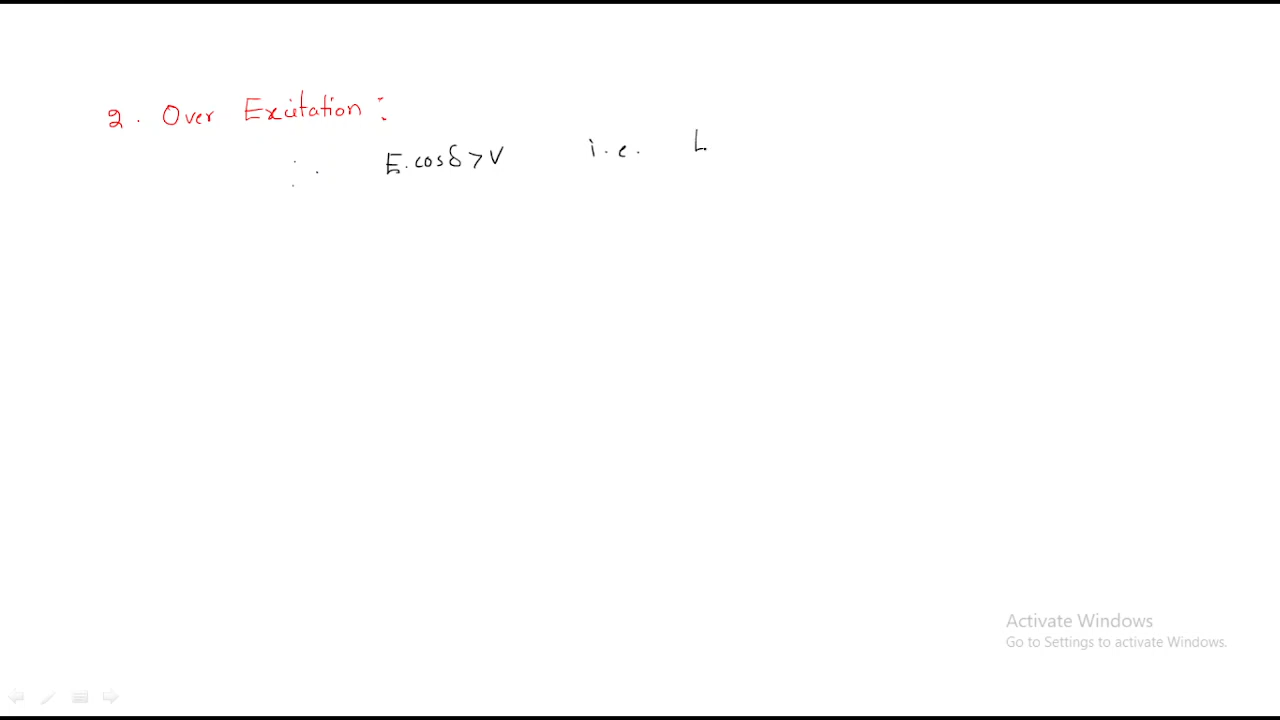 2. Over Excitation :
∴ E.cosδ > V i.e. L
Activate Windows
Go to Settings to activate Windows.